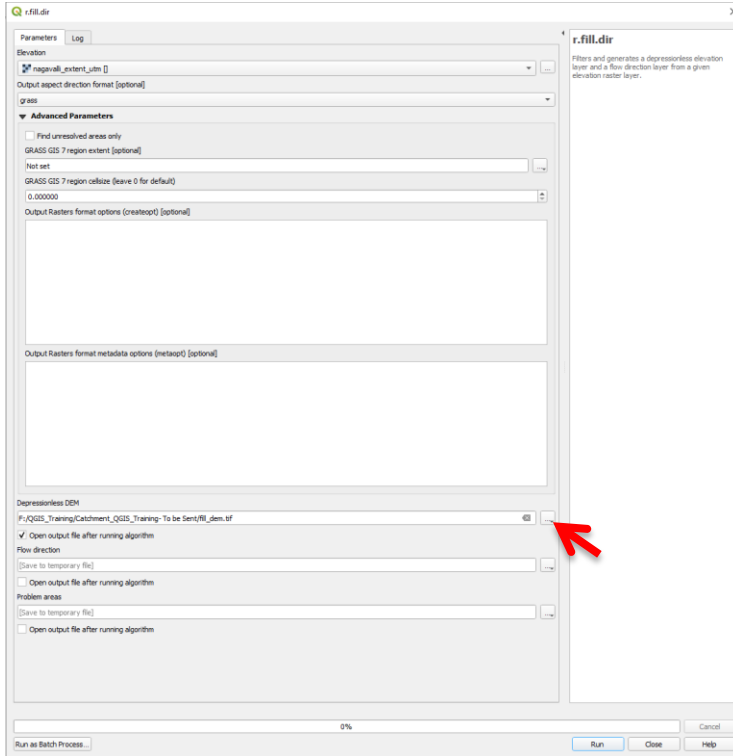 r.fill.dir
Parameters Log
Elevation
nagavalli_extent_utm []
...
Output aspect direction format [optional]
grass
Advanced Parameters
Find unresolved areas only
GRASS GIS 7 region extent [optional]
Not set
...
GRASS GIS 7 region cellsize (leave 0 for default)
0.000000
Output Rasters format options (createopt) [optional]
Output Rasters format metadata options (metaopt) [optional]
Depressionless DEM
F:/QGIS_Training/Catchment_QGIS_Training- To be Sent/fil_dem.tif
...
Open output file after running algorithm
Flow direction
[Save to temporary file]
...
Open output file after running algorithm
Problem areas
[Save to temporary file]
...
Open output file after running algorithm
r.fill.dir
Filters and generates a depressionless elevation
layer and a flow direction layer from a given
elevation raster layer.
0%
Cancel
Run as Batch Process...
Run Close Help